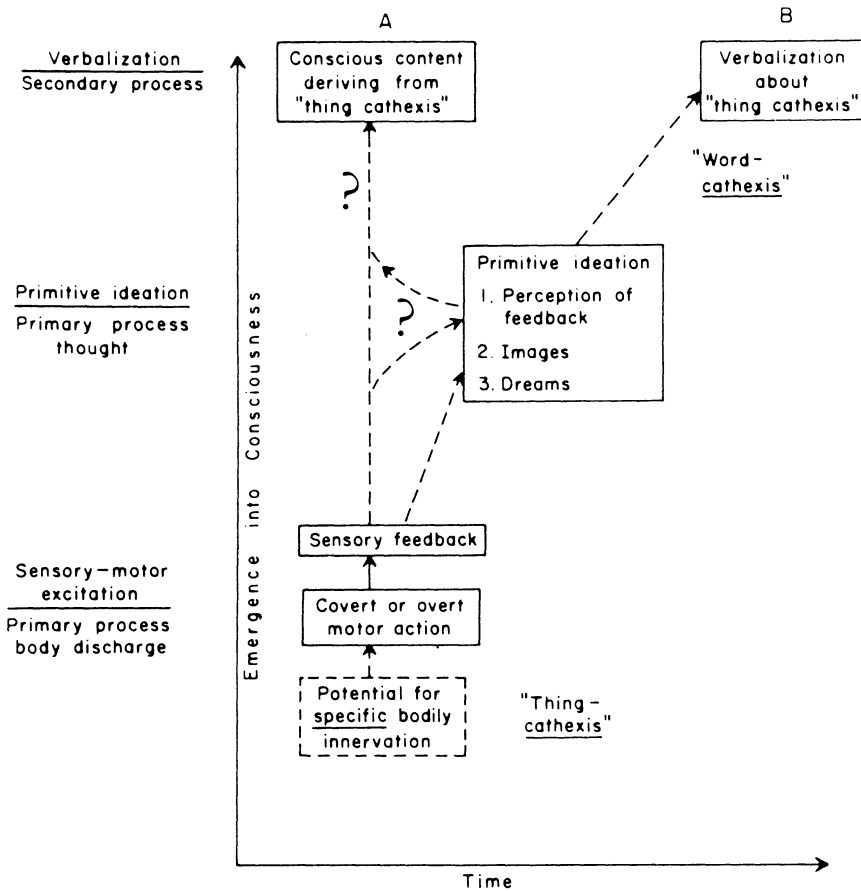 A
B
Verbalization
Secondary process
Conscious content
deriving from
"thing cathexis"
Verbalization
about
"thing cathexis"
"Word-
cathexis"
?
Primitive ideation
Primary process
thought
?
Primitive ideation
1. Perception of
feedback
2. Images
3. Dreams
Emergence into Consciousness
Sensory feedback
Sensory-motor
excitation
Primary process
body discharge
Covert or overt
motor action
Potential for
specific bodily
innervation
"Thing-
cathexis"
Time